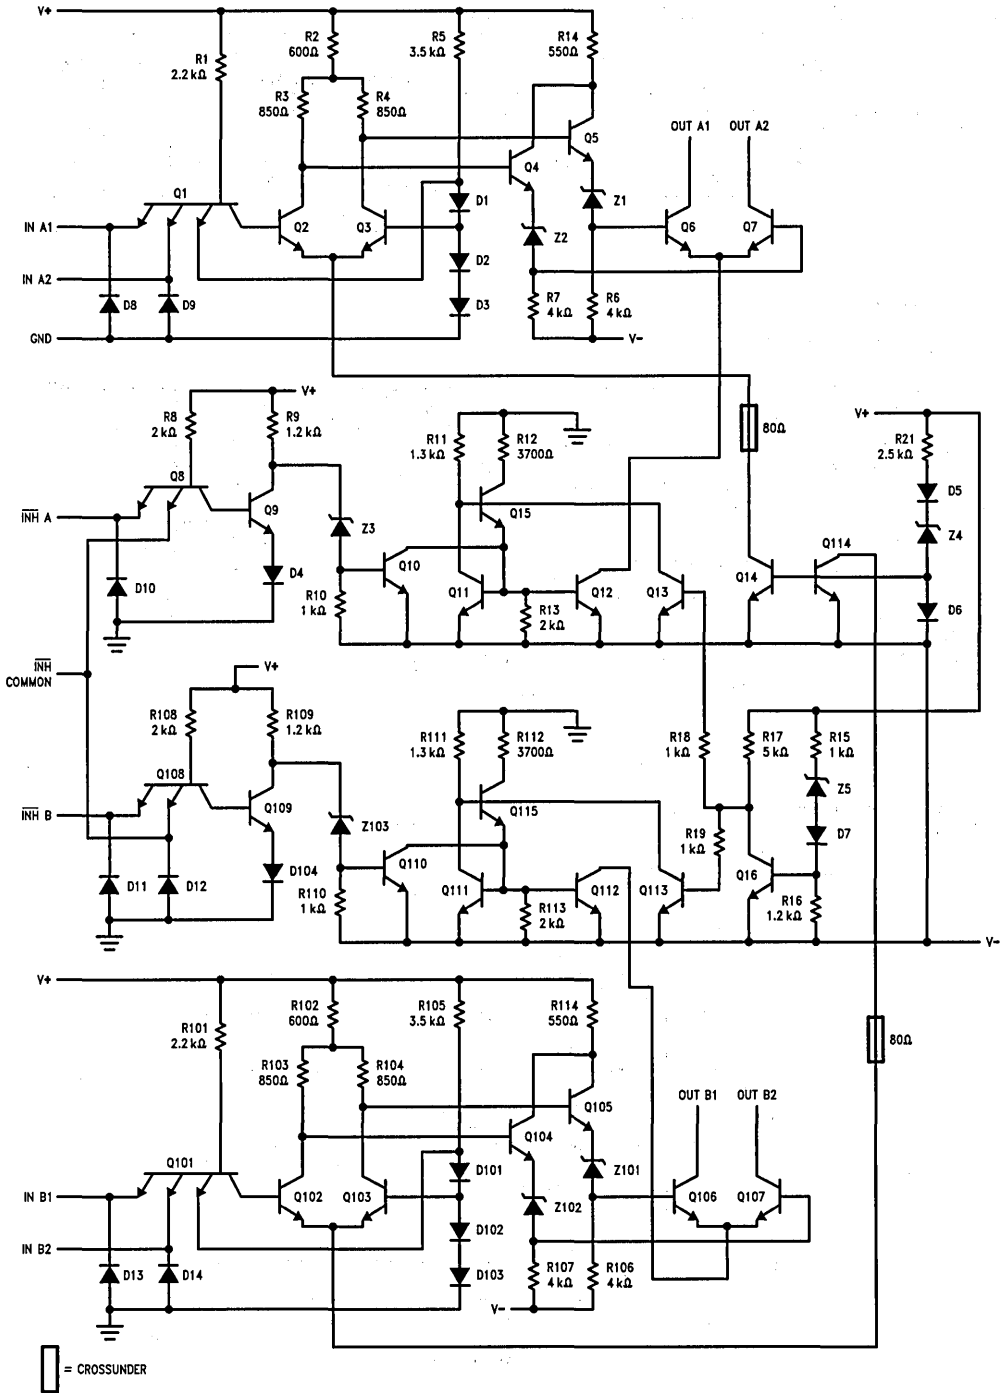 V+
R1
2.2 kΩ
R2
600Ω
R5
3.5 kΩ
R14
550Ω
R3
850Ω
R4
850Ω
OUT A1
OUT A2
Q5
Q4
Q1
D1
Z1
IN A1
Q2
Q3
Q6
Q7
Z2
D2
IN A2
D8
D9
D3
R7
4 kΩ
R6
4 kΩ
GND
V-
V+
R8
2 kΩ
R9
1.2 kΩ
80Ω
V+
R11
1.3 kΩ
R12
3700Ω
R21
2.5 kΩ
Q8
D5
INH A
Q9
Q15
Z3
Z4
Q114
Q10
D4
D10
R10
1 kΩ
Q11
Q12
Q13
Q14
R13
2 kΩ
D6
INH
COMMON
V+
R108
2 kΩ
R109
1.2 kΩ
R111
1.3 kΩ
R112
3700Ω
R18
1 kΩ
R17
5 kΩ
R15
1 kΩ
Q108
Z5
INH B
Q109
Q115
Z103
R19
1 kΩ
D7
Q110
D104
D11
D12
R110
1 kΩ
Q111
Q112
Q113
Q16
R113
2 kΩ
R16
1.2 kΩ
V-
V+
R101
2.2 kΩ
R102
600Ω
R105
3.5 kΩ
R114
550Ω
80Ω
R103
850Ω
R104
850Ω
OUT B1
OUT B2
Q105
Q104
Q101
D101
Z101
IN B1
Q102
Q103
Z102
Q106
Q107
D102
IN B2
D13
D14
D103
R107
4 kΩ
R106
4 kΩ
V-
= CROSSUNDER